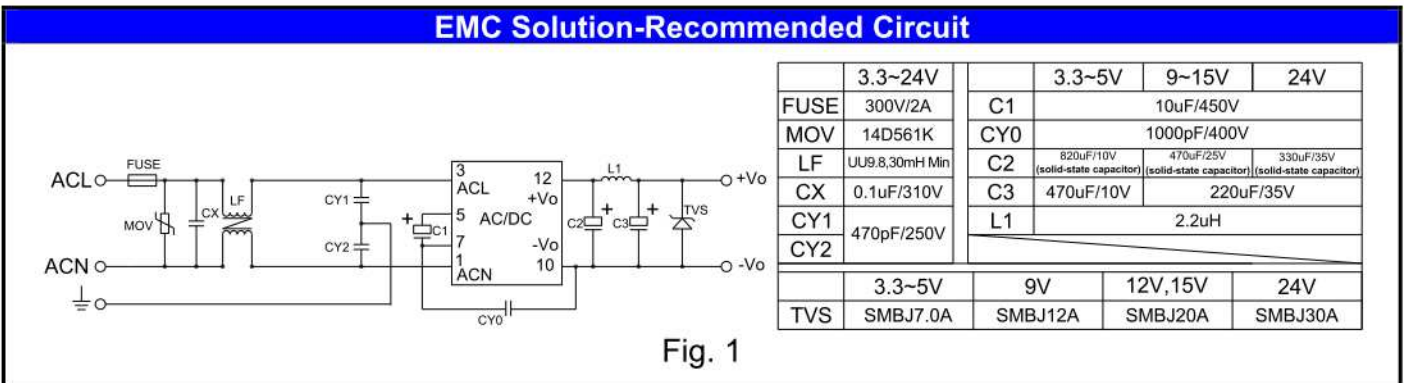 EMC Solution-Recommended Circuit
ACL
FUSE
MOV
CX
LF
CY1
CY2
ACN
3
ACL
12
+Vo
5
AC/DC
7
-Vo
1
10
ACN
+
C1
CY0
L1
+
C2
+
C3
TVS
+Vo
-Vo
3.3~24V
FUSE 300V/2A
MOV 14D561K
LF UU9.8,30mH Min
CX 0.1uF/310V
CY1 470pF/250V
CY2
3.3~5V 9~15V 24V
C1 10uF/450V
CY0 1000pF/400V
C2 820uF/10V 470uF/25V 330uF/35V
(solid-state capacitor) (solid-state capacitor) (solid-state capacitor)
C3 470uF/10V 220uF/35V
L1 2.2uH
3.3~5V 9V 12V,15V 24V
TVS SMBJ7.0A SMBJ12A SMBJ20A SMBJ30A
Fig. 1